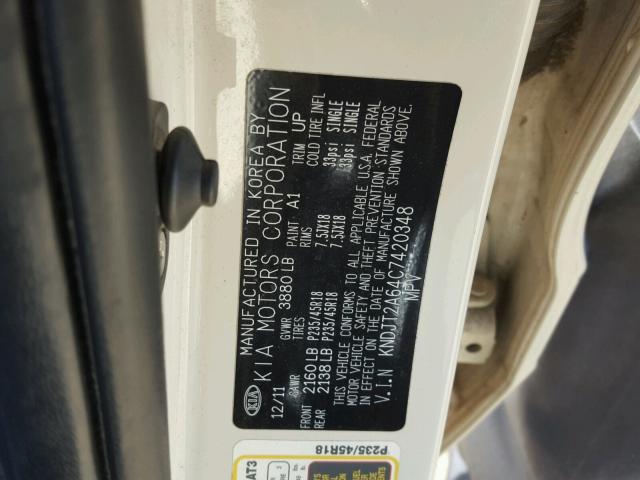 KIA
MANUFACTURED IN KOREA BY
KIA MOTORS CORPORATION
12/11 GVWR 3880 LB PAINT A1 TRIM UP
GAWR TIRES RIMS COLD TIRE INFL
FRONT 2160 LB P235/45R18 7.5JX18 33psi SINGLE
REAR 2138 LB P235/45R18 7.5JX18 33psi SINGLE
THIS VEHICLE CONFORMS TO ALL APPLICABLE U.S.A FEDERAL
MOTOR VEHICLE SAFETY AND THEFT PREVENTION STANDARDS
IN EFFECT ON THE DATE OF MANUFACTURE SHOWN ABOVE.
V.I.N KNDJT2A64C7420348
MPV
P235/45R18